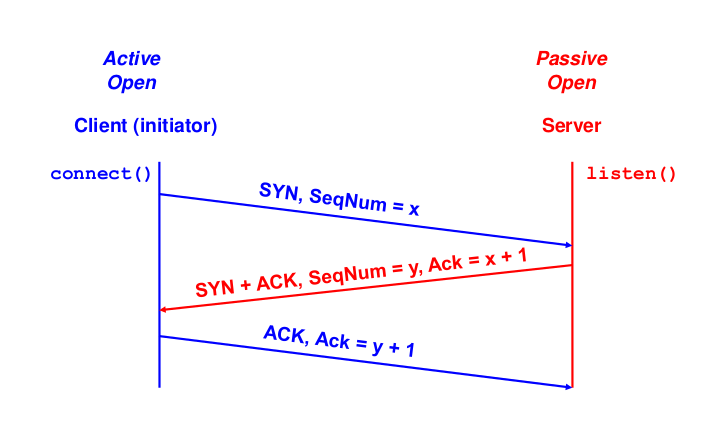 Active
Open
Passive
Open
Client (initiator)
Server
connect()
listen()
SYN, SeqNum = x
SYN + ACK, SeqNum = y, Ack = x + 1
ACK, Ack = y + 1